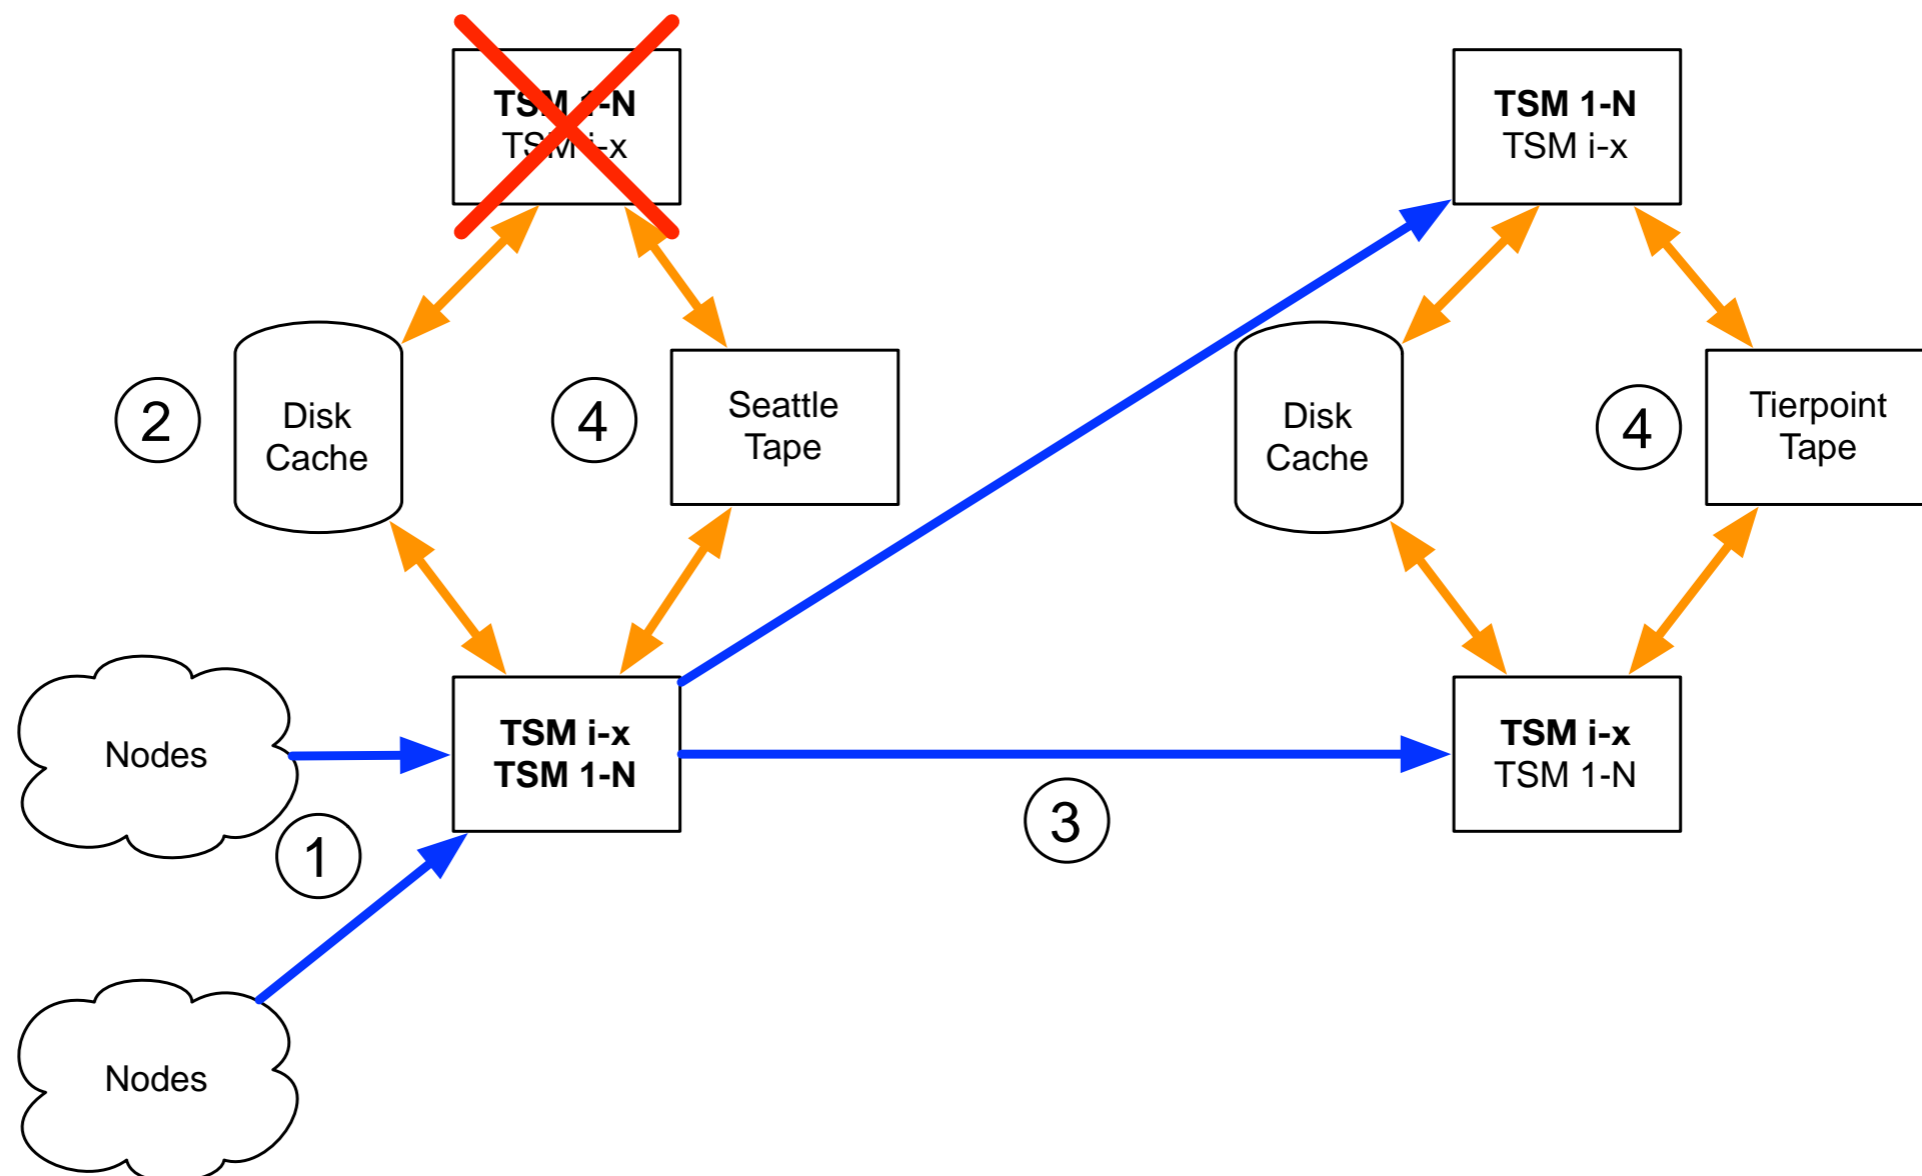 TSM 1-N
TSM i-x
TSM 1-N
TSM i-x
2
Disk
Cache
4
Seattle
Tape
Disk
Cache
4
Tierpoint
Tape
Nodes
TSM i-x
TSM 1-N
1
3
TSM i-x
TSM 1-N
Nodes